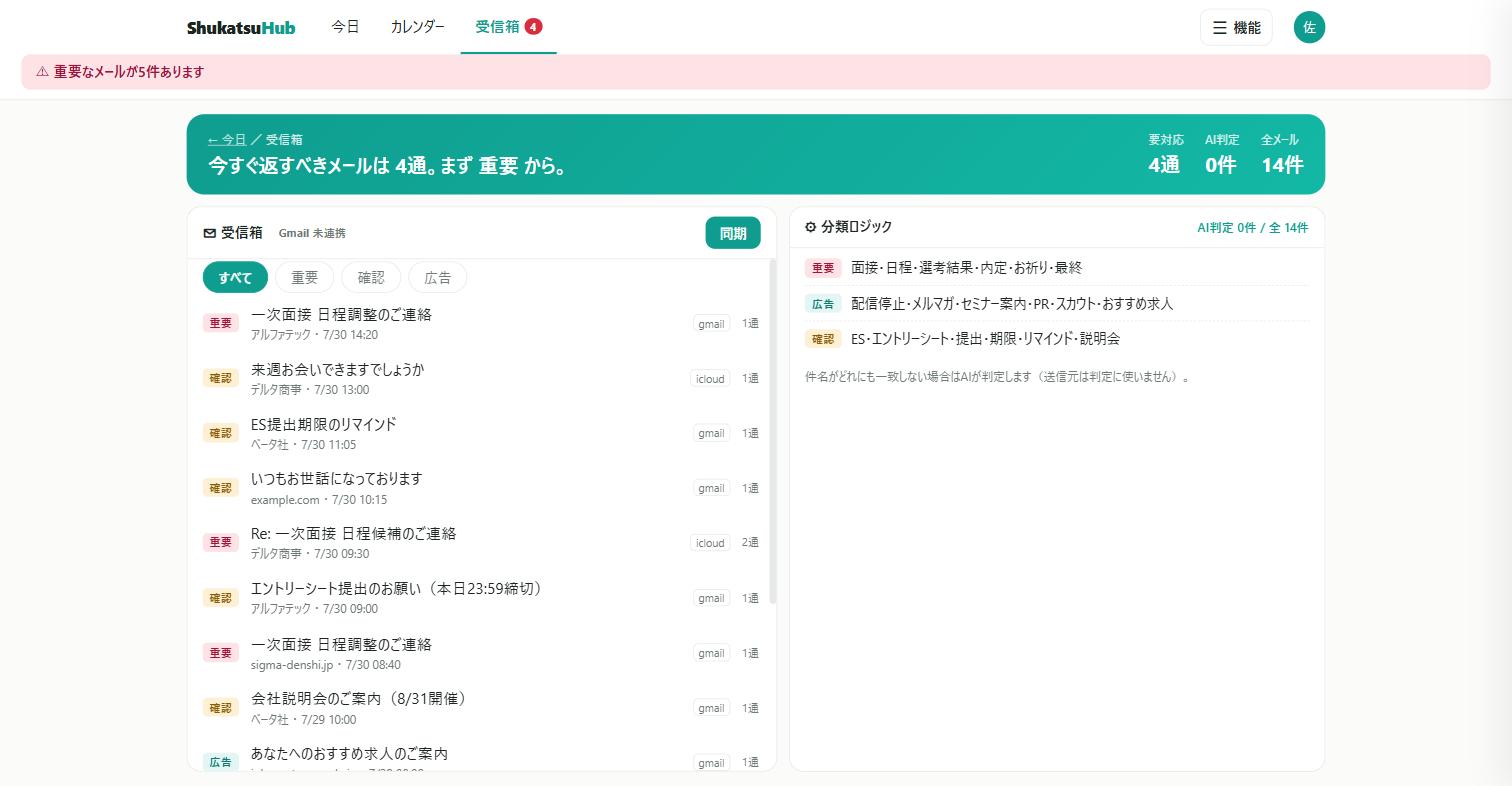 ShukatsuHub 今日 カレンダー 受信箱 4 ☰ 機能 佐
⚠ 重要なメールが5件あります
← 今日 ／ 受信箱
今すぐ返すべきメールは 4通。まず 重要 から。
要対応 AI判定 全メール
4通 0件 14件
受信箱 Gmail 未連携 同期
すべて 重要 確認 広告
重要 一次面接 日程調整のご連絡 gmail 1通
アルファテック・7/30 14:20
確認 来週お会いできますでしょうか icloud 1通
デルタ商事・7/30 13:00
確認 ES提出期限のリマインド gmail 1通
ベータ社・7/30 11:05
確認 いつもお世話になっております gmail 1通
example.com・7/30 10:15
重要 Re: 一次面接 日程候補のご連絡 icloud 2通
デルタ商事・7/30 09:30
確認 エントリーシート提出のお願い（本日23:59締切） gmail 1通
アルファテック・7/30 09:00
重要 一次面接 日程調整のご連絡 gmail 1通
sigma-denshi.jp・7/30 08:40
確認 会社説明会のご案内（8/31開催） gmail 1通
ベータ社・7/29 10:00
広告 あなたへのおすすめ求人のご案内 gmail 1通
⚙ 分類ロジック AI判定 0件 / 全 14件
重要 面接・日程・選考結果・内定・お祈り・最終
広告 配信停止・メルマガ・セミナー案内・PR・スカウト・おすすめ求人
確認 ES・エントリーシート・提出・期限・リマインド・説明会
件名がどれにも一致しない場合はAIが判定します（送信元は判定に使いません）。